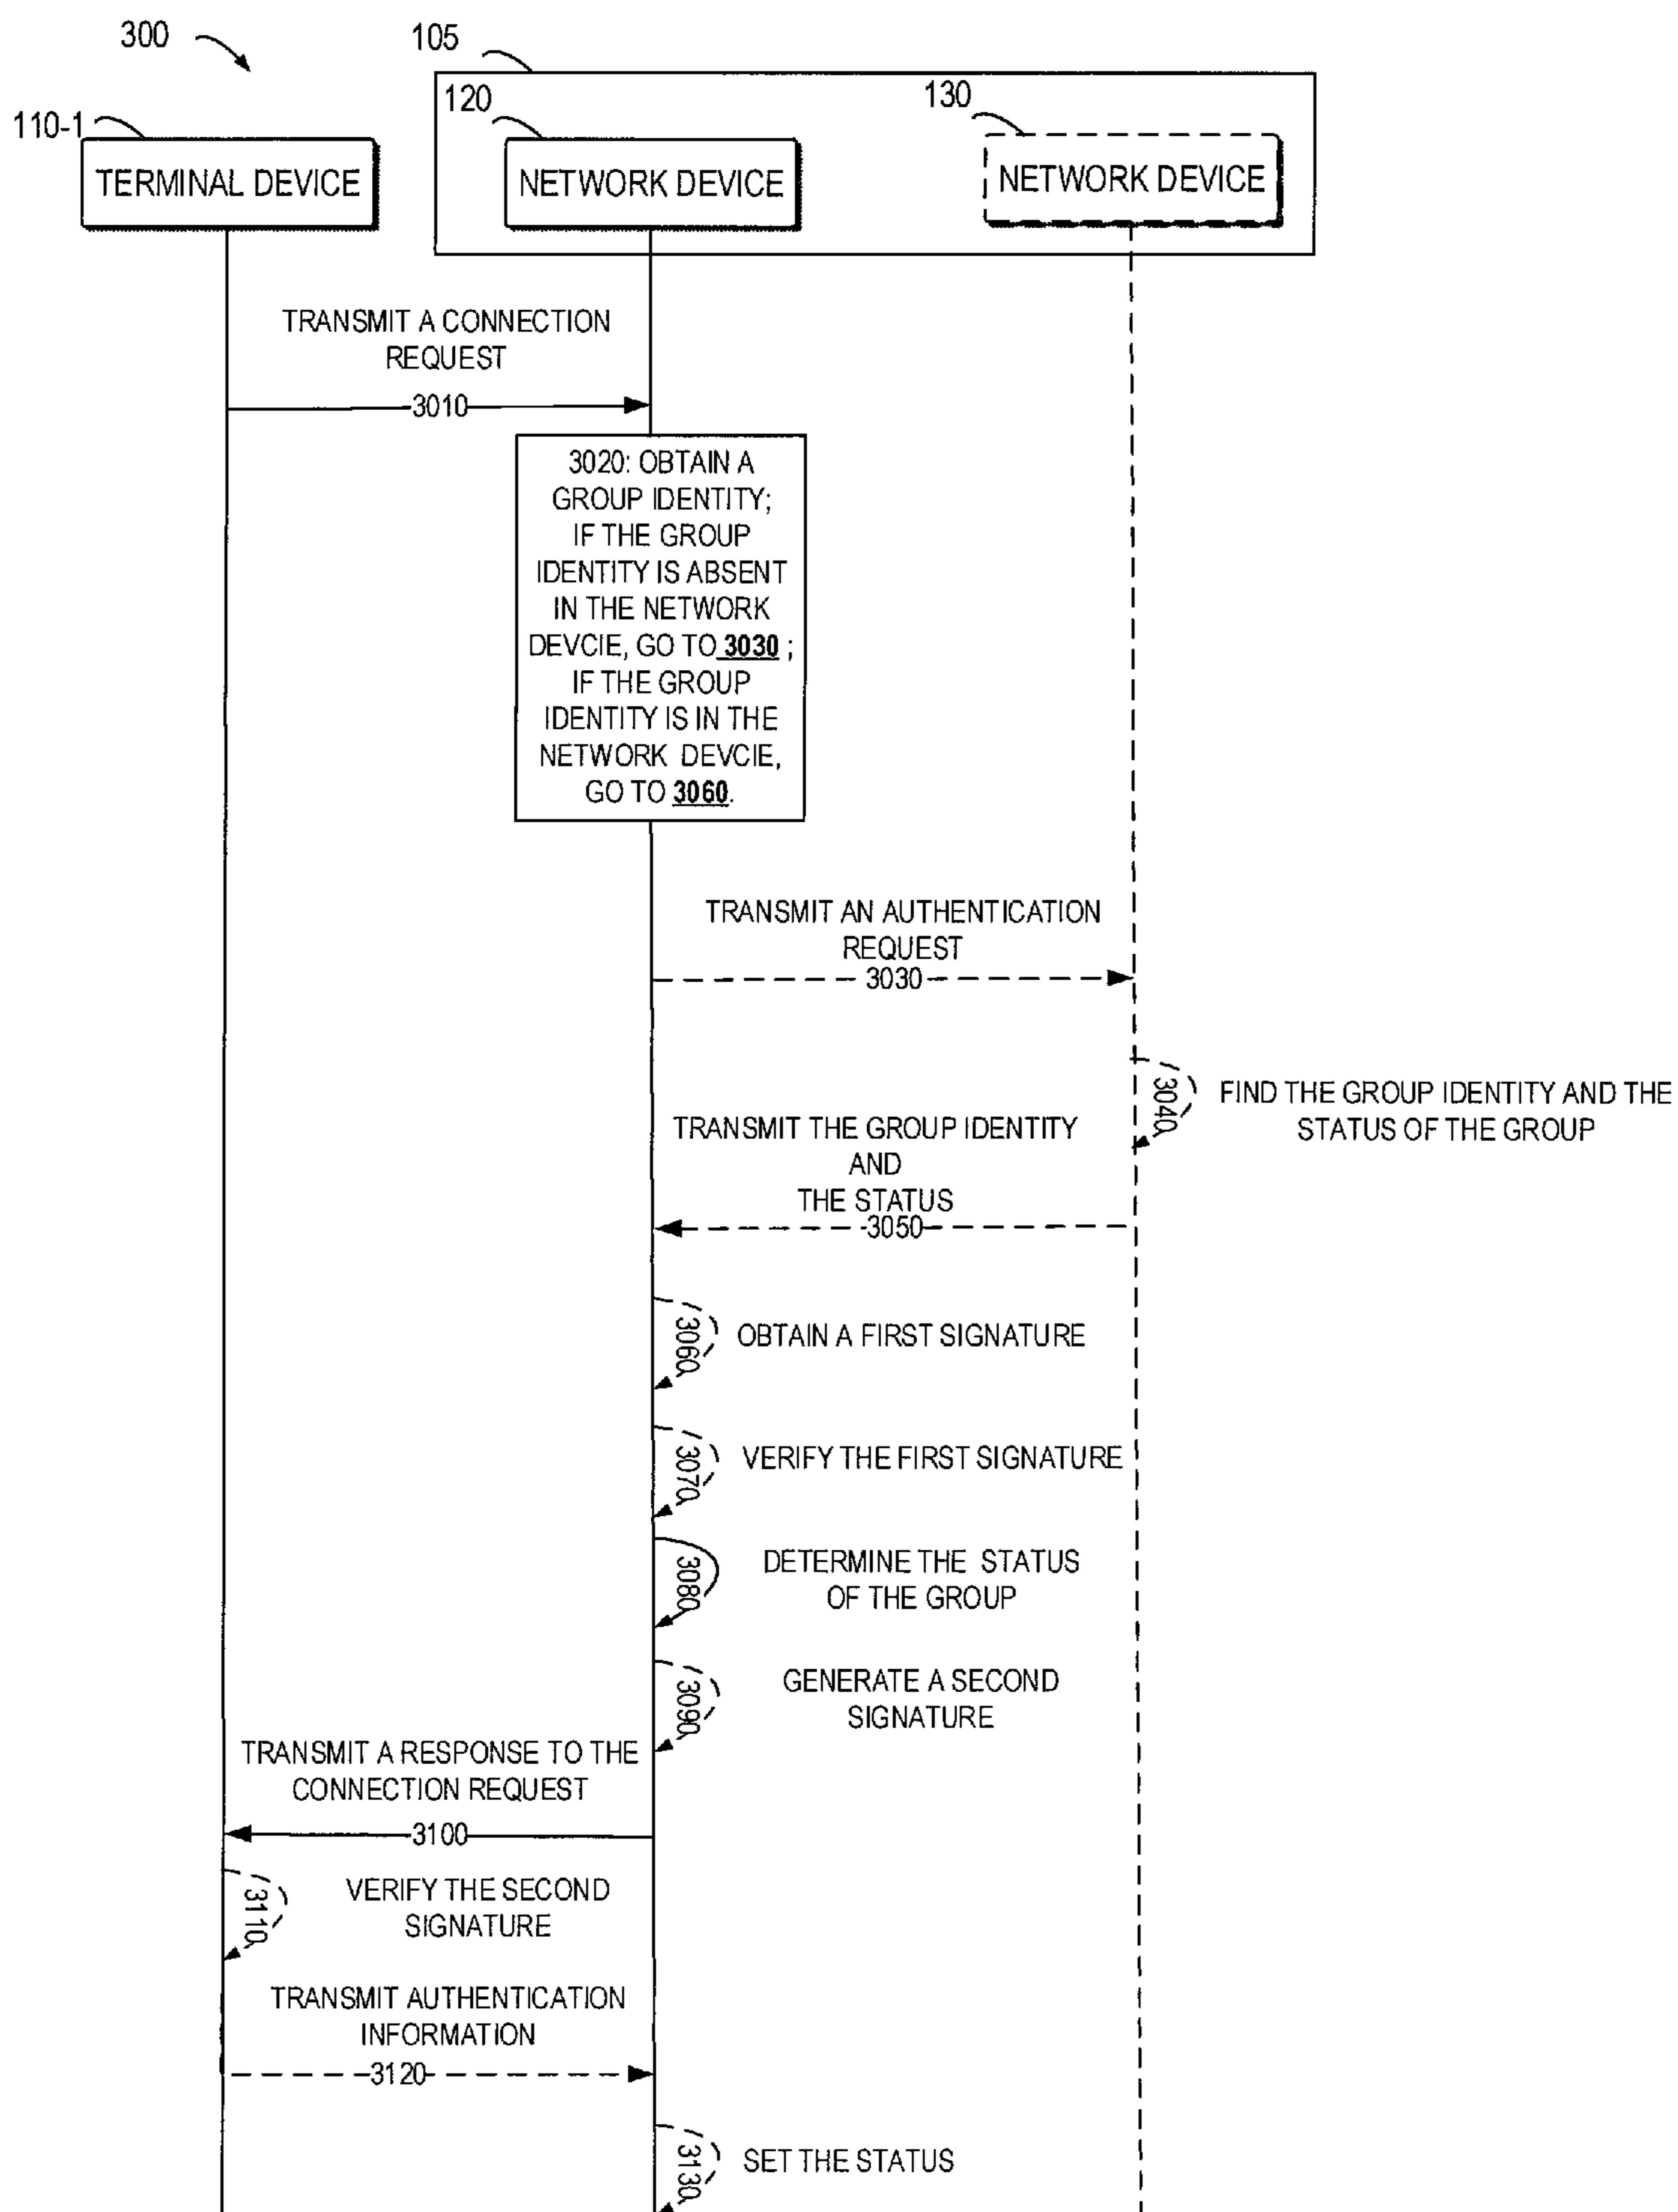 300
105
120
130
110-1
TERMINAL DEVICE
NETWORK DEVICE
NETWORK DEVICE
TRANSMIT A CONNECTION
REQUEST
3010
3020: OBTAIN A
GROUP IDENTITY;
IF THE GROUP
IDENTITY IS ABSENT
IN THE NETWORK
DEVCIE, GO TO 3030 ;
IF THE GROUP
IDENTITY IS IN THE
NETWORK DEVCIE,
GO TO 3060.
TRANSMIT AN AUTHENTICATION
REQUEST
3030
3040
FIND THE GROUP IDENTITY AND THE
STATUS OF THE GROUP
TRANSMIT THE GROUP IDENTITY
AND
THE STATUS
3050
3060
OBTAIN A FIRST SIGNATURE
3070
VERIFY THE FIRST SIGNATURE
3080
DETERMINE THE STATUS
OF THE GROUP
3090
GENERATE A SECOND
SIGNATURE
TRANSMIT A RESPONSE TO THE
CONNECTION REQUEST
3100
3110
VERIFY THE SECOND
SIGNATURE
TRANSMIT AUTHENTICATION
INFORMATION
3120
3130
SET THE STATUS